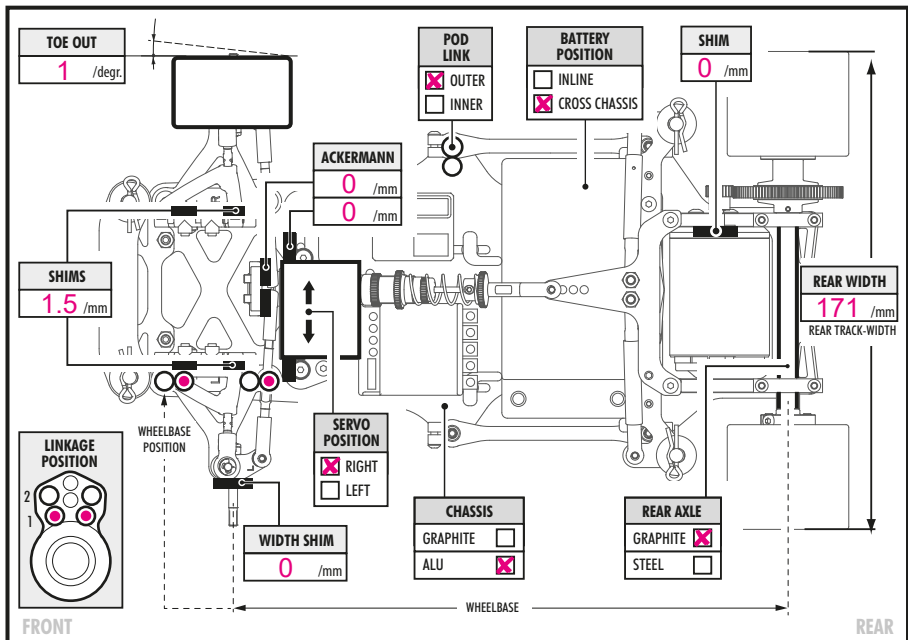 TOE OUT
1 /degr.
POD
LINK
OUTER
INNER
BATTERY
POSITION
INLINE
CROSS CHASSIS
SHIM
0 /mm
ACKERMANN
0 /mm
0 /mm
SHIMS
1.5 /mm
REAR WIDTH
171 /mm
REAR TRACK-WIDTH
WHEELBASE
POSITION
SERVO
POSITION
RIGHT
LEFT
LINKAGE
POSITION
2
1
WIDTH SHIM
0 /mm
CHASSIS
GRAPHITE
ALU
REAR AXLE
GRAPHITE
STEEL
WHEELBASE
FRONT
REAR